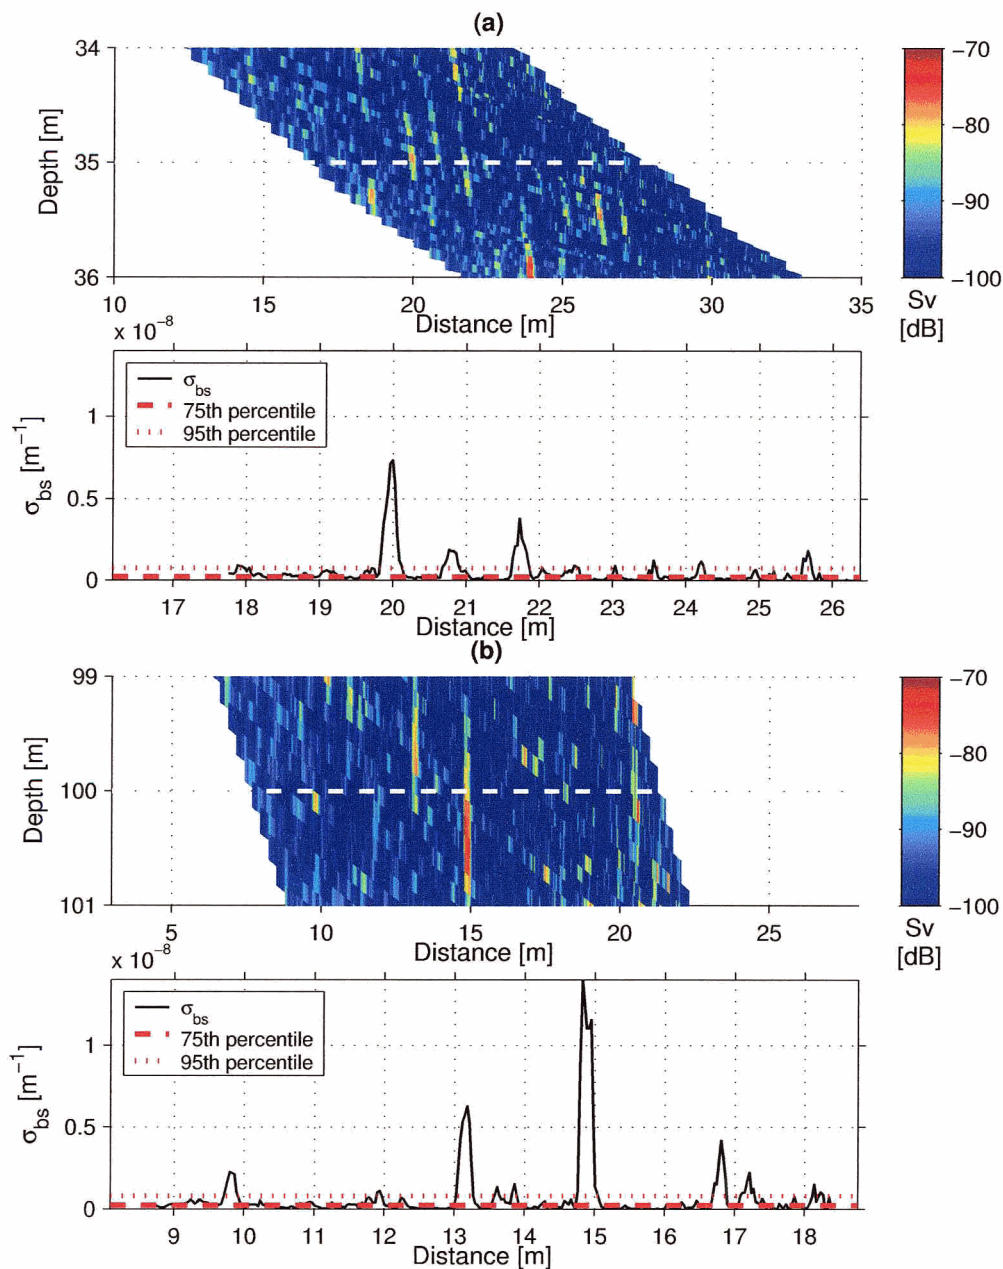 (a)
34
35
36
Depth [m]
10 15 20 25 30 35
Distance [m]
−70
−80
−90
−100
Sv
[dB]
x 10−8
σbs
75th percentile
95th percentile
1
0.5
0
σbs [m−1]
17 18 19 20 21 22 23 24 25 26
Distance [m]
(b)
99
100
101
Depth [m]
5 10 15 20 25
Distance [m]
−70
−80
−90
−100
Sv
[dB]
x 10−8
σbs
75th percentile
95th percentile
1
0.5
0
σbs [m−1]
9 10 11 12 13 14 15 16 17 18
Distance [m]